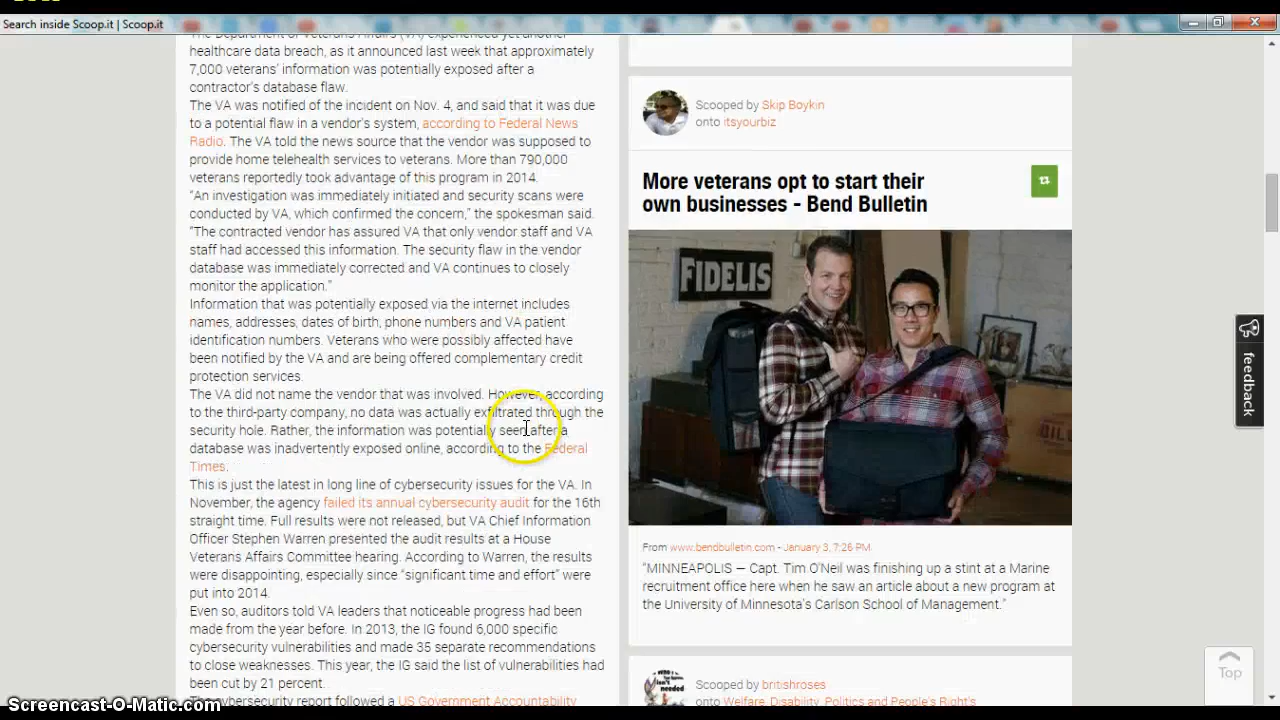 Search inside Scoop.it | Scoop.it
The Department of Veterans Affairs (VA) experienced yet another
healthcare data breach, as it announced last week that approximately
7,000 veterans' information was potentially exposed after a
contractor's database flaw.
The VA was notified of the incident on Nov. 4, and said that it was due
to a potential flaw in a vendor's system, according to Federal News
Radio. The VA told the news source that the vendor was supposed to
provide home telehealth services to veterans. More than 790,000
veterans reportedly took advantage of this program in 2014.
“An investigation was immediately initiated and security scans were
conducted by VA, which confirmed the concern,” the spokesman said.
“The contracted vendor has assured VA that only vendor staff and VA
staff had accessed this information. The security flaw in the vendor
database was immediately corrected and VA continues to closely
monitor the application.”
Information that was potentially exposed via the internet includes
names, addresses, dates of birth, phone numbers and VA patient
identification numbers. Veterans who were possibly affected have
been notified by the VA and are being offered complementary credit
protection services.
The VA did not name the vendor that was involved. However, according
to the third-party company, no data was actually exfiltrated through the
security hole. Rather, the information was potentially seen after a
database was inadvertently exposed online, according to the Federal
Times.
This is just the latest in long line of cybersecurity issues for the VA. In
November, the agency failed its annual cybersecurity audit for the 16th
straight time. Full results were not released, but VA Chief Information
Officer Stephen Warren presented the audit results at a House
Veterans Affairs Committee hearing. According to Warren, the results
were disappointing, especially since “significant time and effort” were
put into 2014.
Even so, auditors told VA leaders that noticeable progress had been
made from the year before. In 2013, the IG found 6,000 specific
cybersecurity vulnerabilities and made 35 separate recommendations
to close weaknesses. This year, the IG said the list of vulnerabilities had
been cut by 21 percent.
The cybersecurity report followed a US Government Accountability
Scooped by Skip Boykin
onto itsyourbiz
More veterans opt to start their
own businesses - Bend Bulletin
FIDELIS
From www.bendbulletin.com - January 3, 7:26 PM
“MINNEAPOLIS — Capt. Tim O'Neil was finishing up a stint at a Marine
recruitment office here when he saw an article about a new program at
the University of Minnesota's Carlson School of Management.”
Scooped by britishroses
onto Welfare, Disability, Politics and People's Right's
feedback
Top
Screencast-O-Matic.com